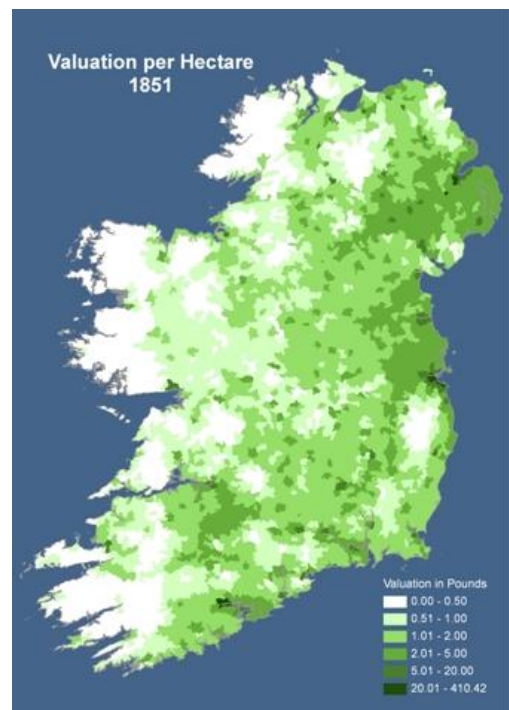 Valuation per Hectare
1851
Valuation in Pounds
0.00 - 0.50
0.51 - 1.00
1.01 - 2.00
2.01 - 5.00
5.01 - 20.00
20.01 - 410.42